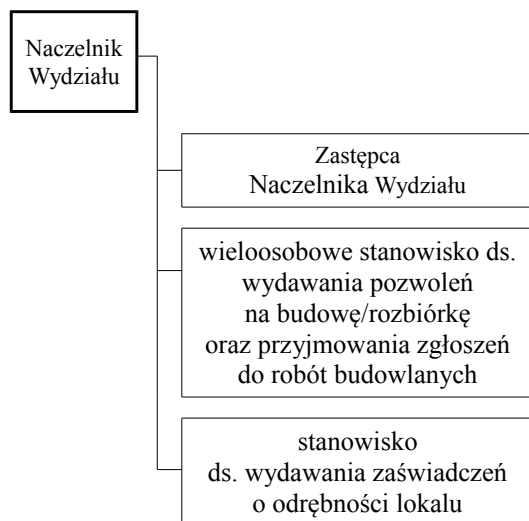 Naczelnik
Wydziału
Zastępca
Naczelnika Wydziału
wieloosobowe stanowisko ds.
wydawania pozwoleń
na budowę/rozbiórkę
oraz przyjmowania zgłoszeń
do robót budowlanych
stanowisko
ds. wydawania zaświadczeń
o odrębności lokalu